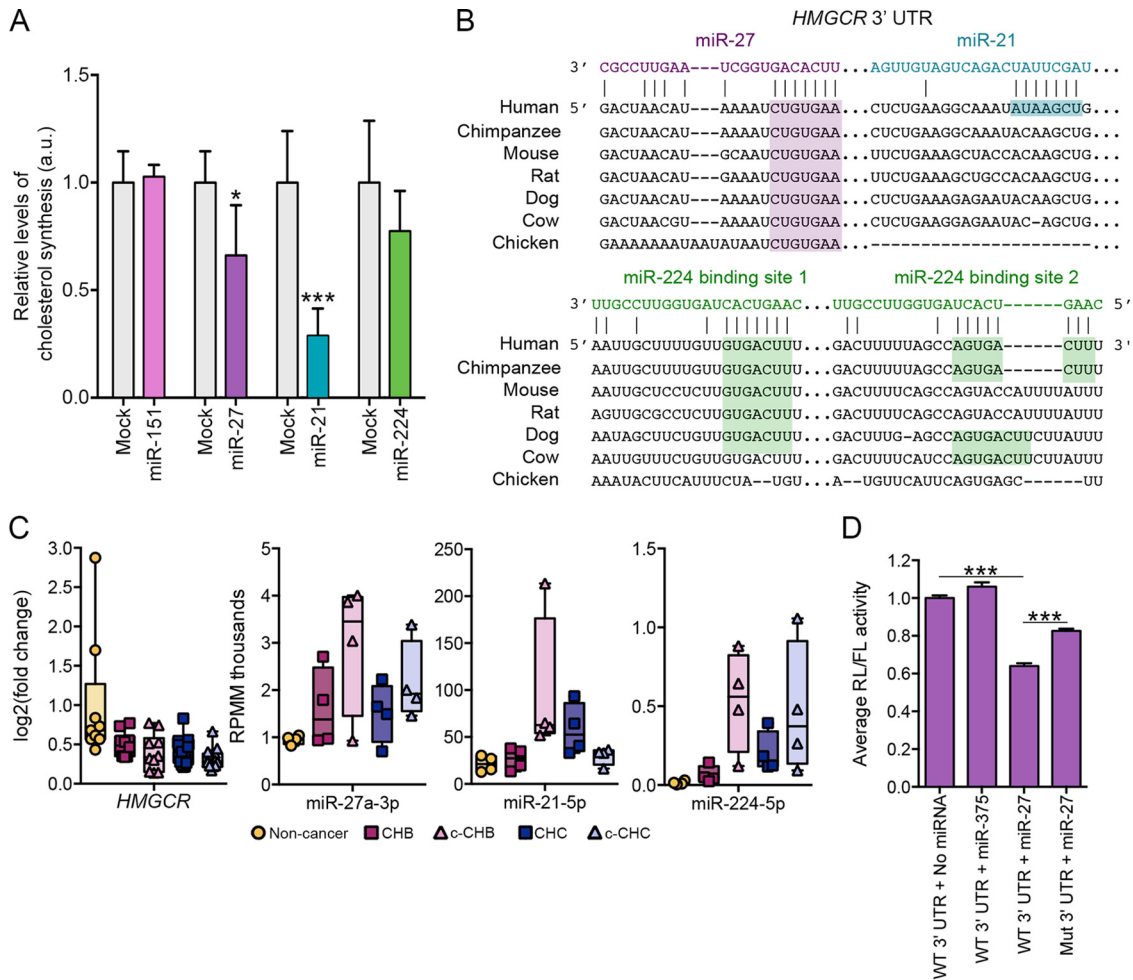 A
Relative levels of
cholesterol synthesis (a.u.)
1.5
1.0
0.5
0.0
*
***
Mock
miR-151
Mock
miR-27
Mock
miR-21
Mock
miR-224
B
HMGCR 3' UTR
miR-27 miR-21
3' CGCCUUGAA---UCGGUGACACUU...AGUUGUAGUCAGACUAUUCGAU...
Human 5' GACUAACAU---AAAAUCUGUGAA...CUCUGAAGGCAAAUAUAAGCUG...
Chimpanzee GACUAACAU---AAAAUCUGUGAA...CUCUGAAGGCAAAUACAAGCUG...
Mouse GACUAACAU---GCAAUCUGUGAA...UUCUGAAAGCUACCACAAGCUG...
Rat GACUAACAU---GAAAUCUGUGAA...UUCUGAAAGCUGCCACAAGCUG...
Dog GACUAACAU---AAAAUCUGUGAA...CUCUGAAAGAGAAUACAAGCUG...
Cow GACUAACGU---AAAAUCUGUGAA...CUCUGAAGAGAAUAC-AGCUG...
Chicken GAAAAAAAUAAUAUAAUCUGUGAA...----------------------...
miR-224 binding site 1 miR-224 binding site 2
3' UUGCCUUGGUGAUCACUGAAC...UUGCCUUGGUGAUCACU------GAAC 5'
Human 5' AAUUGCUUUUGUUGUGACUUU...GACUUUUUAGCCAGUGA------CUUU 3'
Chimpanzee AAUUGCUUUUGUUGUGACUUU...GACUUUUUAGCCAGUGA------CUUU
Mouse AAUUGCUCCUCUUGUGACUUU...GACUUUUCAGCCAGUACCAUUUUAUUU
Rat AGUUGCGCCUCUUGUGACUUU...GACUUUUCAGCCAGUACCAUUUUAUUU
Dog AAUAGCUUCUGUUGUGACUUU...GACUUUG-AGCCAGUGACUUCUUAUUU
Cow AAUUGUUUCUGUUGUGACUUU...GACUUUUCAUCCAGUGACUUCUUAUUU
Chicken AAAUACUUCAUUUCUA--UGU...A--UGUUCAUUCAGUGAGC------UU
C
log2(fold change)
3.0
2.5
2.0
1.5
1.0
0.5
0.0
HMGCR
RPMM thousands
5
4
3
2
1
0
miR-27a-3p
250
200
150
100
50
0
miR-21-5p
1.0
0.5
0.0
miR-224-5p
Non-cancer CHB c-CHB CHC c-CHC
D
Average RL/FL activity
1.2
1.0
0.8
0.6
0.4
0.2
0.0
***
***
WT 3' UTR + No miRNA
WT 3' UTR + miR-375
WT 3' UTR + miR-27
Mut 3' UTR + miR-27